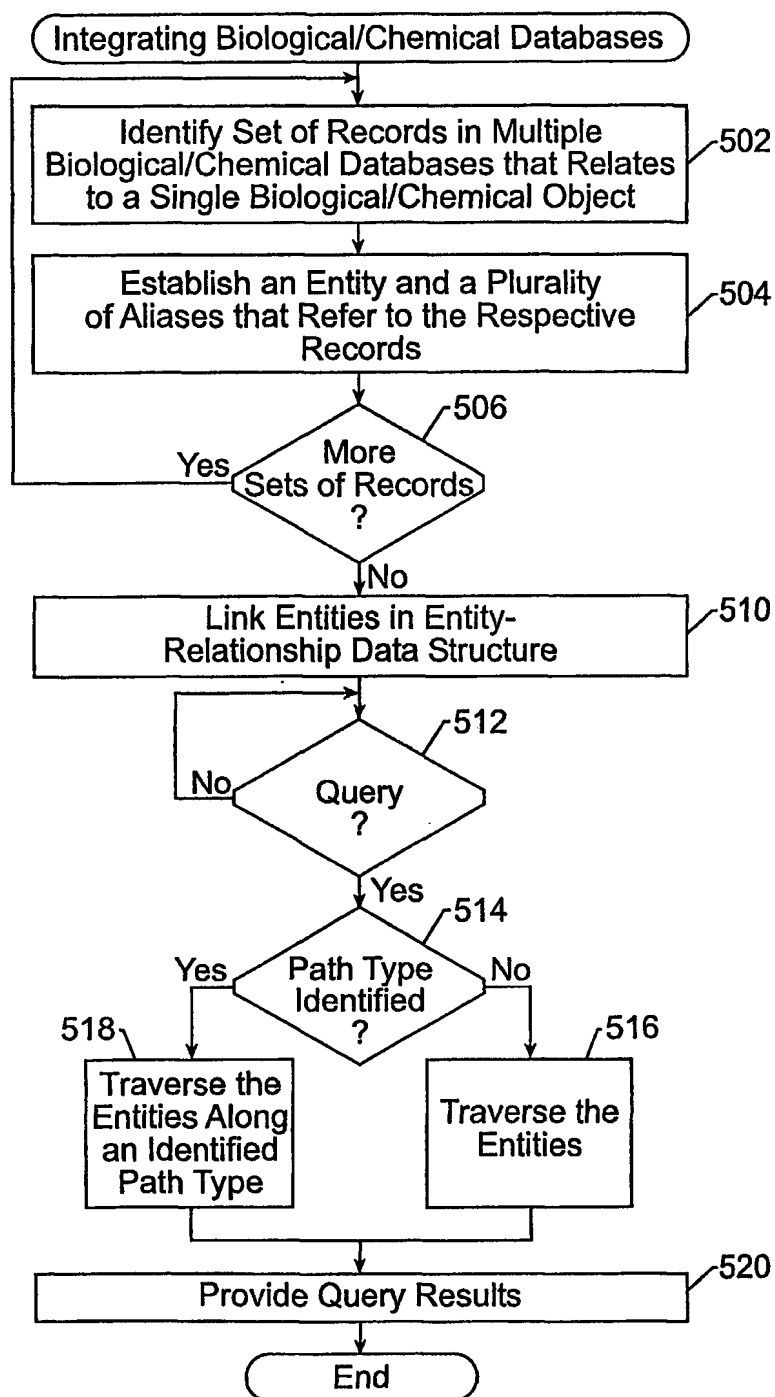 Integrating Biological/Chemical Databases
Identify Set of Records in Multiple
Biological/Chemical Databases that Relates
to a Single Biological/Chemical Object
502
Establish an Entity and a Plurality
of Aliases that Refer to the Respective
Records
504
506
More
Sets of Records
?
Yes
No
Link Entities in Entity-
Relationship Data Structure
510
512
Query
?
No
Yes
514
Path Type
Identified
?
Yes
No
518
Traverse the
Entities Along
an Identified
Path Type
516
Traverse the
Entities
Provide Query Results
520
End